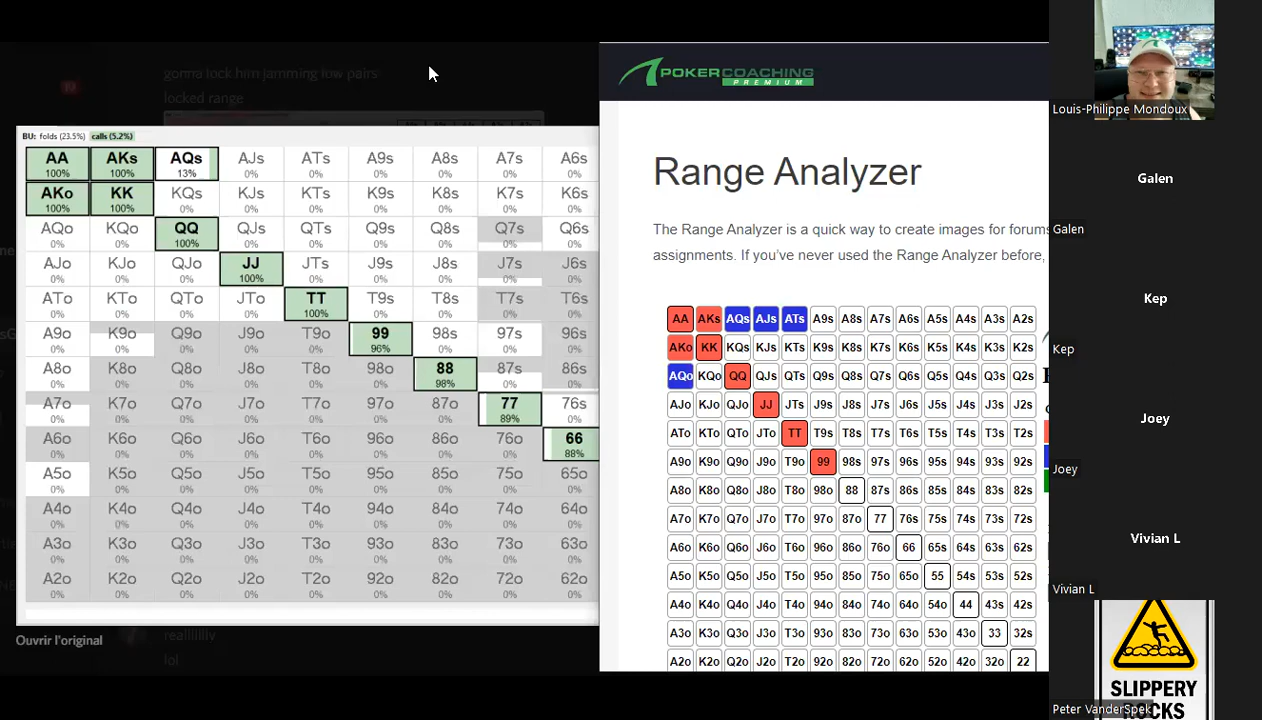 gonna lock him jamming low pairs
locked range
BU: folds (23.5%) calls (5.2%)
AA AKs AQs AJs ATs A9s A8s A7s A6s
100% 100% 13% 0% 0% 0% 0% 0% 0%
AKo KK KQs KJs KTs K9s K8s K7s K6s
100% 100% 0% 0% 0% 0% 0% 0% 0%
AQo KQo QQ QJs QTs Q9s Q8s Q7s Q6s
0% 0% 100% 0% 0% 0% 0% 0% 0%
AJo KJo QJo JJ JTs J9s J8s J7s J6s
0% 0% 0% 100% 0% 0% 0% 0% 0%
ATo KTo QTo JTo TT T9s T8s T7s T6s
0% 0% 0% 0% 100% 0% 0% 0% 0%
A9o K9o Q9o J9o T9o 99 98s 97s 96s
0% 0% 0% 0% 0% 96% 0% 0% 0%
A8o K8o Q8o J8o T8o 98o 88 87s 86s
0% 0% 0% 0% 0% 0% 98% 0% 0%
A7o K7o Q7o J7o T7o 97o 87o 77 76s
0% 0% 0% 0% 0% 0% 0% 89% 0%
A6o K6o Q6o J6o T6o 96o 86o 76o 66
0% 0% 0% 0% 0% 0% 0% 0% 88%
A5o K5o Q5o J5o T5o 95o 85o 75o 65o
0% 0% 0% 0% 0% 0% 0% 0% 0%
A4o K4o Q4o J4o T4o 94o 84o 74o 64o
0% 0% 0% 0% 0% 0% 0% 0% 0%
A3o K3o Q3o J3o T3o 93o 83o 73o 63o
0% 0% 0% 0% 0% 0% 0% 0% 0%
A2o K2o Q2o J2o T2o 92o 82o 72o 62o
0% 0% 0% 0% 0% 0% 0% 0% 0%
Ouvrir l'original
lol
POKERCOACHING
PREMIUM
Range Analyzer
The Range Analyzer is a quick way to create images for forums
assignments. If you've never used the Range Analyzer before,
AA AKs AQs AJs ATs A9s A8s A7s A6s A5s A4s A3s A2s
AKo KK KQs KJs KTs K9s K8s K7s K6s K5s K4s K3s K2s
AQo KQo QQ QJs QTs Q9s Q8s Q7s Q6s Q5s Q4s Q3s Q2s
AJo KJo QJo JJ JTs J9s J8s J7s J6s J5s J4s J3s J2s
ATo KTo QTo JTo TT T9s T8s T7s T6s T5s T4s T3s T2s
A9o K9o Q9o J9o T9o 99 98s 97s 96s 95s 94s 93s 92s
A8o K8o Q8o J8o T8o 98o 88 87s 86s 85s 84s 83s 82s
A7o K7o Q7o J7o T7o 97o 87o 77 76s 75s 74s 73s 72s
A6o K6o Q6o J6o T6o 96o 86o 76o 66 65s 64s 63s 62s
A5o K5o Q5o J5o T5o 95o 85o 75o 65o 55 54s 53s 52s
A4o K4o Q4o J4o T4o 94o 84o 74o 64o 54o 44 43s 42s
A3o K3o Q3o J3o T3o 93o 83o 73o 63o 53o 43o 33 32s
A2o K2o Q2o J2o T2o 92o 82o 72o 62o 52o 42o 32o 22
Louis-Philippe Mondoux
Galen
Galen
Kep
Kep
Joey
Joey
Vivian L
Vivian L
SLIPPERY
ROCKS
Peter VanderSpek